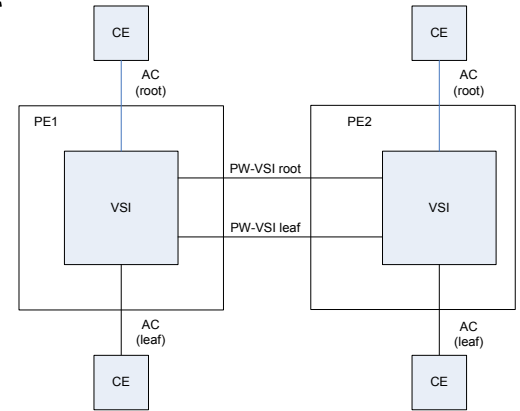 CE
CE
AC
(root)
AC
(root)
PE1
PE2
PW-VSI root
VSI
VSI
PW-VSI leaf
AC
(leaf)
AC
(leaf)
CE
CE